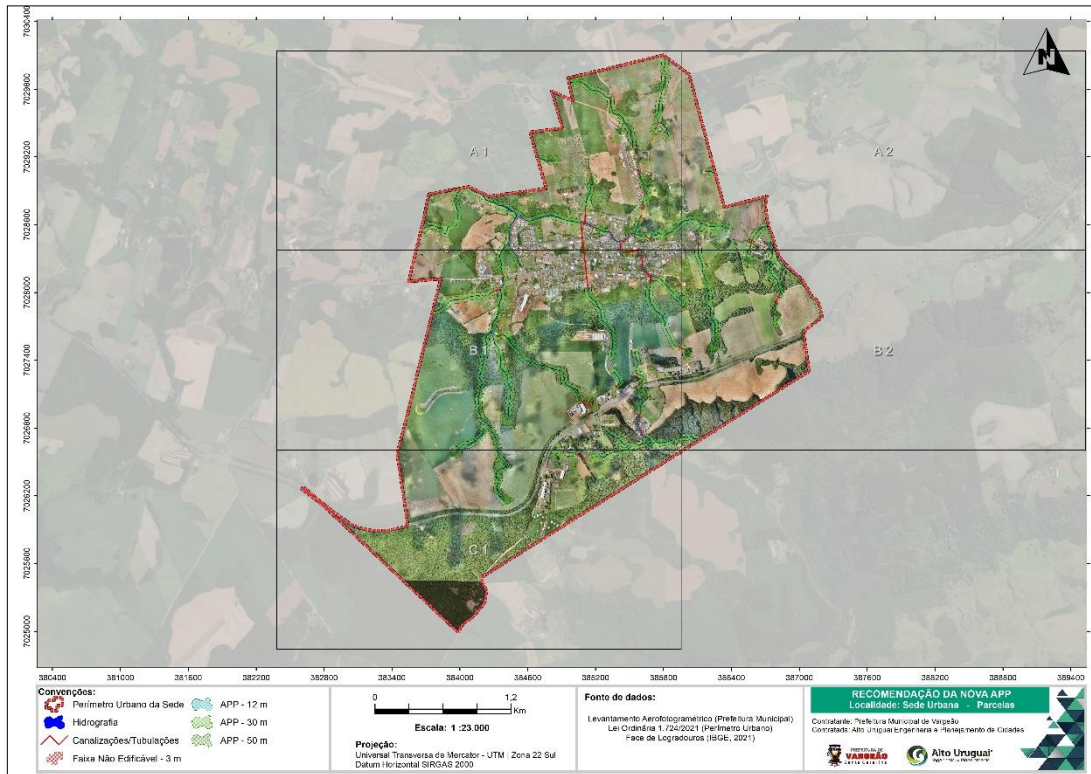 7030400
7029800
7029200
7028600
7028000
7027400
7026800
7026200
7025600
7025000
N
A 1
A 2
B 1
B 2
C 1
380400 381000 381600 382200 382800 383400 384000 384600 385200 385800 386400 387000 387600 388200 388800 389400
Convenções:
Perímetro Urbano da Sede
Hidrografia
Canalizações/Tubulações
Faixa Não Edificável - 3 m
APP - 12 m
APP - 30 m
APP - 50 m
0 1,2
Km
Escala: 1 :23.000
Projeção:
Universal Transversa de Mercator - UTM | Zona 22 Sul
Datum Horizontal SIRGAS 2000
Fonte de dados:
Levantamento Aerofotogramétrico (Prefeitura Municipal)
Lei Ordinária 1.724/2021 (Perímetro Urbano)
Face de Logradouros (IBGE, 2021)
RECOMENDAÇÃO DA NOVA APP
Localidade: Sede Urbana - Parcelas
Contratante: Prefeitura Municipal de Vargeão
Contratada: Alto Uruguai Engenharia e Planejamento de Cidades
PREFEITURA DE
VARGEÃO
SANTA CATARINA
Alto Uruguai